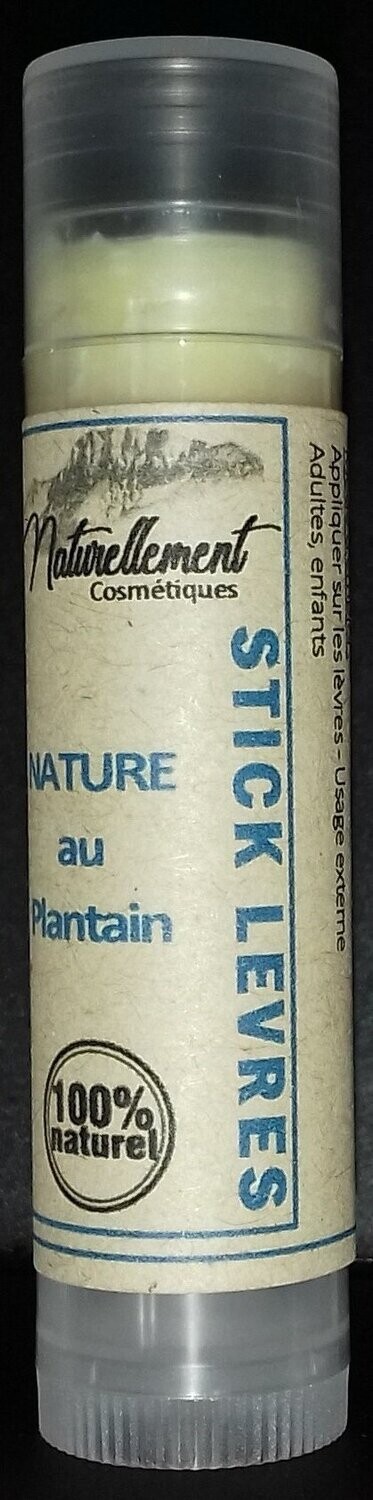 Naturellement
Cosmétiques
NATURE
au
Plantain
100%
naturel
STICK LEVRES
Appliquer sur les lèvres - Usage externe
Adultes, enfants